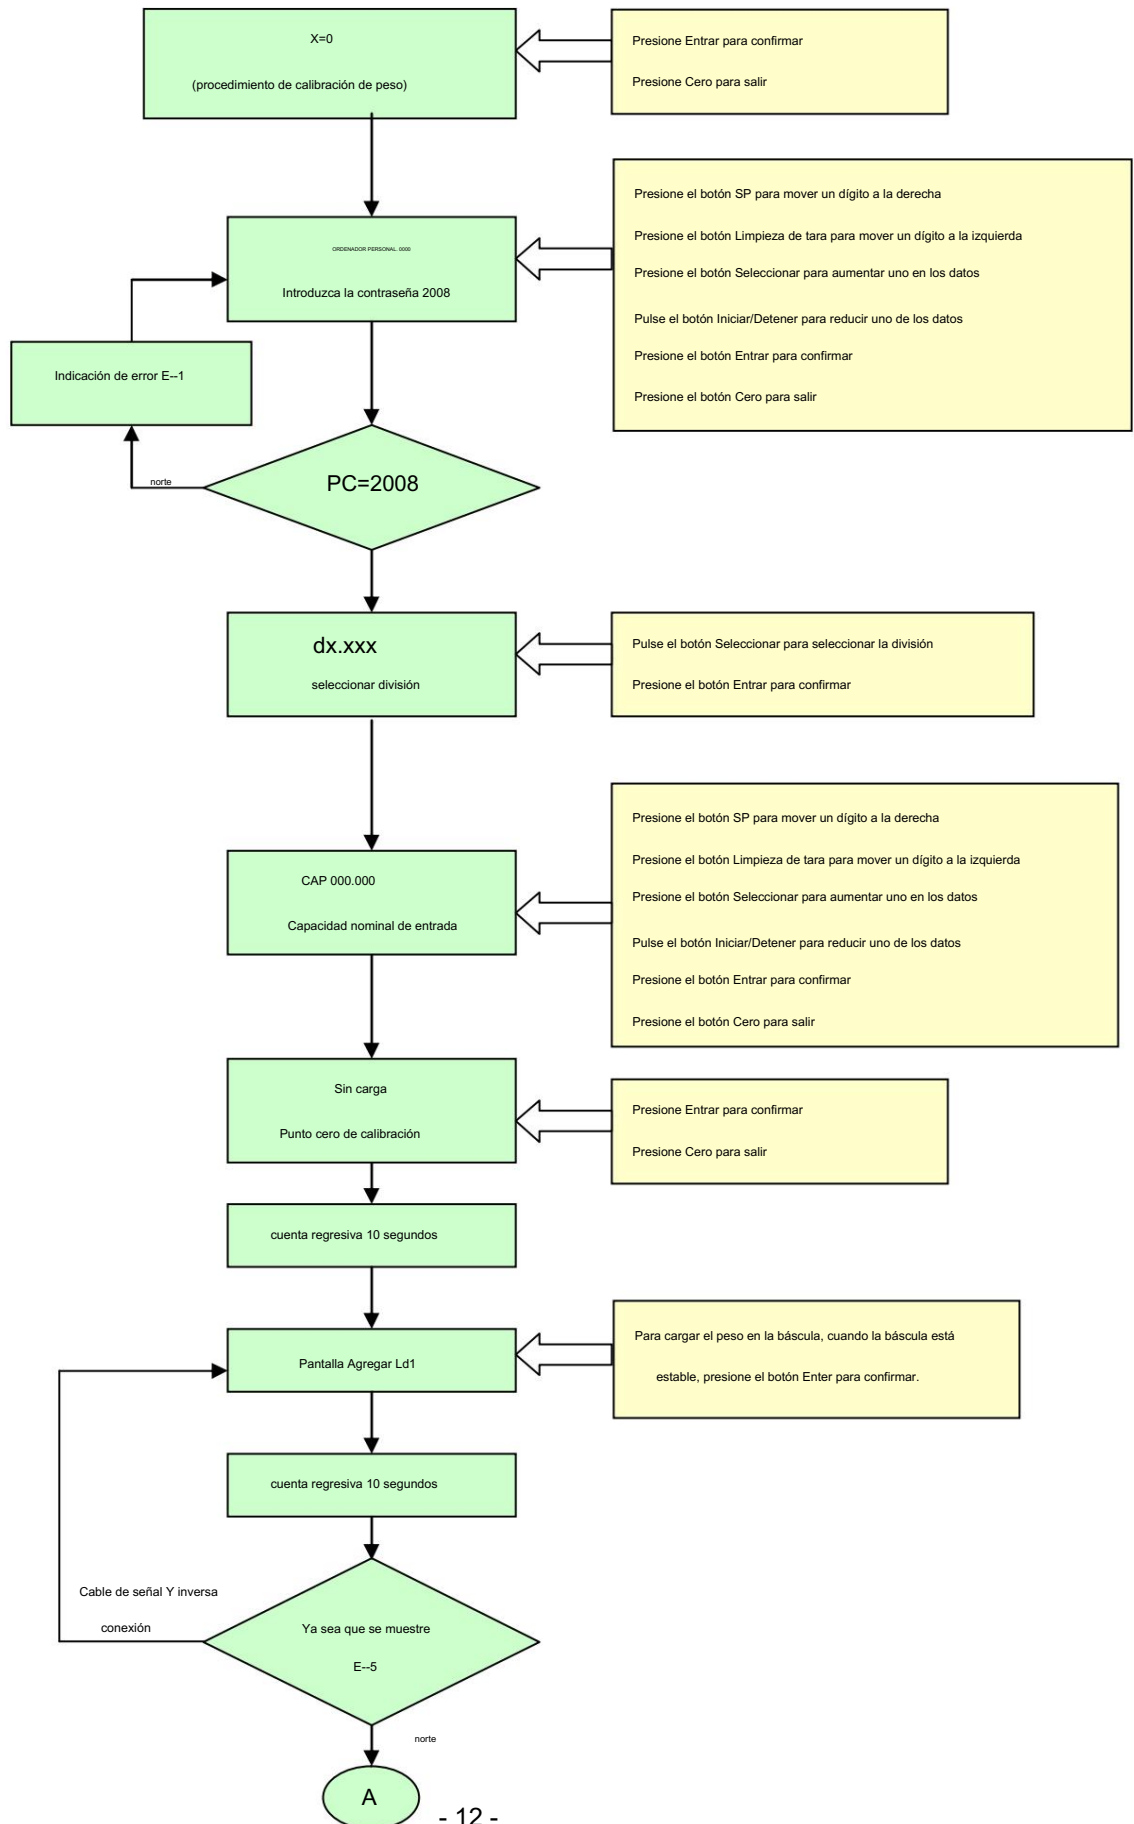 X=0
(procedimiento de calibración de peso)
Presione Entrar para confirmar
Presione Cero para salir
ORDENADOR PERSONAL. 0000
Introduzca la contraseña 2008
Presione el botón SP para mover un dígito a la derecha
Presione el botón Limpieza de tara para mover un dígito a la izquierda
Presione el botón Seleccionar para aumentar uno en los datos
Pulse el botón Iniciar/Detener para reducir uno de los datos
Presione el botón Entrar para confirmar
Presione el botón Cero para salir
Indicación de error E--1
norte
PC=2008
dx.xxx
seleccionar división
Pulse el botón Seleccionar para seleccionar la división
Presione el botón Entrar para confirmar
CAP 000.000
Capacidad nominal de entrada
Presione el botón SP para mover un dígito a la derecha
Presione el botón Limpieza de tara para mover un dígito a la izquierda
Presione el botón Seleccionar para aumentar uno en los datos
Pulse el botón Iniciar/Detener para reducir uno de los datos
Presione el botón Entrar para confirmar
Presione el botón Cero para salir
Sin carga
Punto cero de calibración
Presione Entrar para confirmar
Presione Cero para salir
cuenta regresiva 10 segundos
Pantalla Agregar Ld1
Para cargar el peso en la báscula, cuando la báscula está
estable, presione el botón Enter para confirmar.
cuenta regresiva 10 segundos
Cable de señal Y inversa
conexión
Ya sea que se muestre
E--5
norte
A
- 12 -